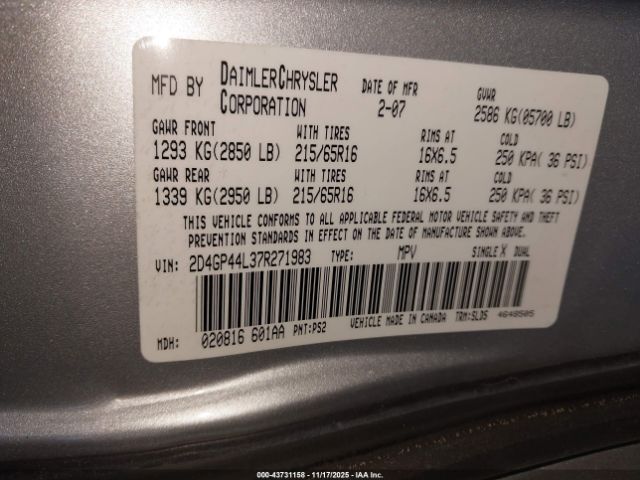 MFD BY DAIMLERCHRYSLER CORPORATION DATE OF MFR 2-07 GVWR 2586 KG(05700 LB)
GAWR FRONT WITH TIRES RIMS AT COLD
1293 KG(2850 LB) 215/65R16 16X6.5 250 KPA( 36 PSI)
GAWR REAR WITH TIRES RIMS AT COLD
1339 KG(2950 LB) 215/65R16 16X6.5 250 KPA( 36 PSI)
THIS VEHICLE CONFORMS TO ALL APPLICABLE FEDERAL MOTOR VEHICLE SAFETY AND THEFT
PREVENTION STANDARDS IN EFFECT ON THE DATE OF MANUFACTURE SHOWN ABOVE.
VIN: 2D4GP44L37R271983 TYPE: MPV SINGLE X DUAL
MDH: 020816 601AA PNT:PS2 VEHICLE MADE IN CANADA TRM:SLD5 4648505
000-43731158 - 11/17/2025 - IAA